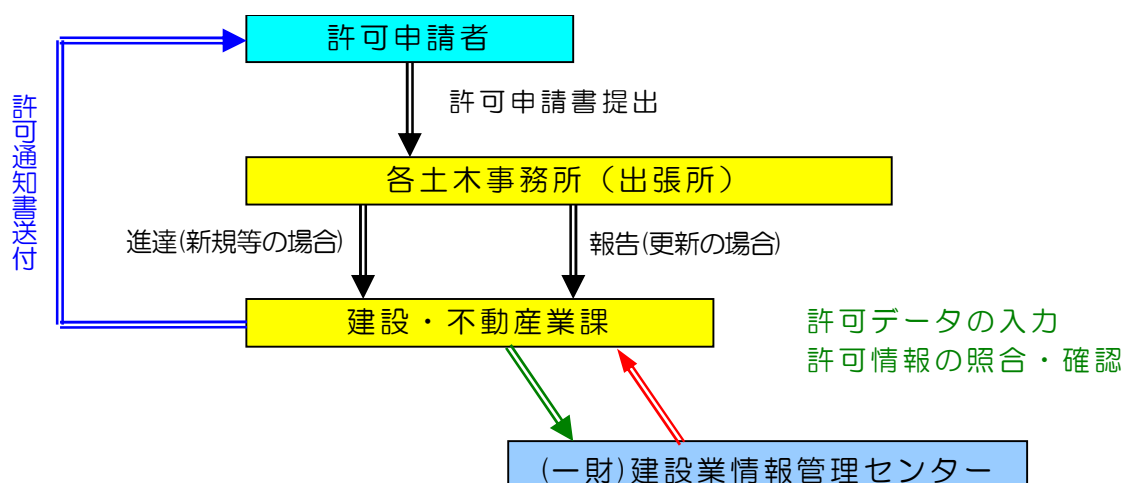 許可申請者
許可申請書提出
許可通知書送付
各土木事務所（出張所）
進達(新規等の場合)
報告(更新の場合)
建設・不動産業課
許可データの入力
許可情報の照合・確認
(一財)建設業情報管理センター